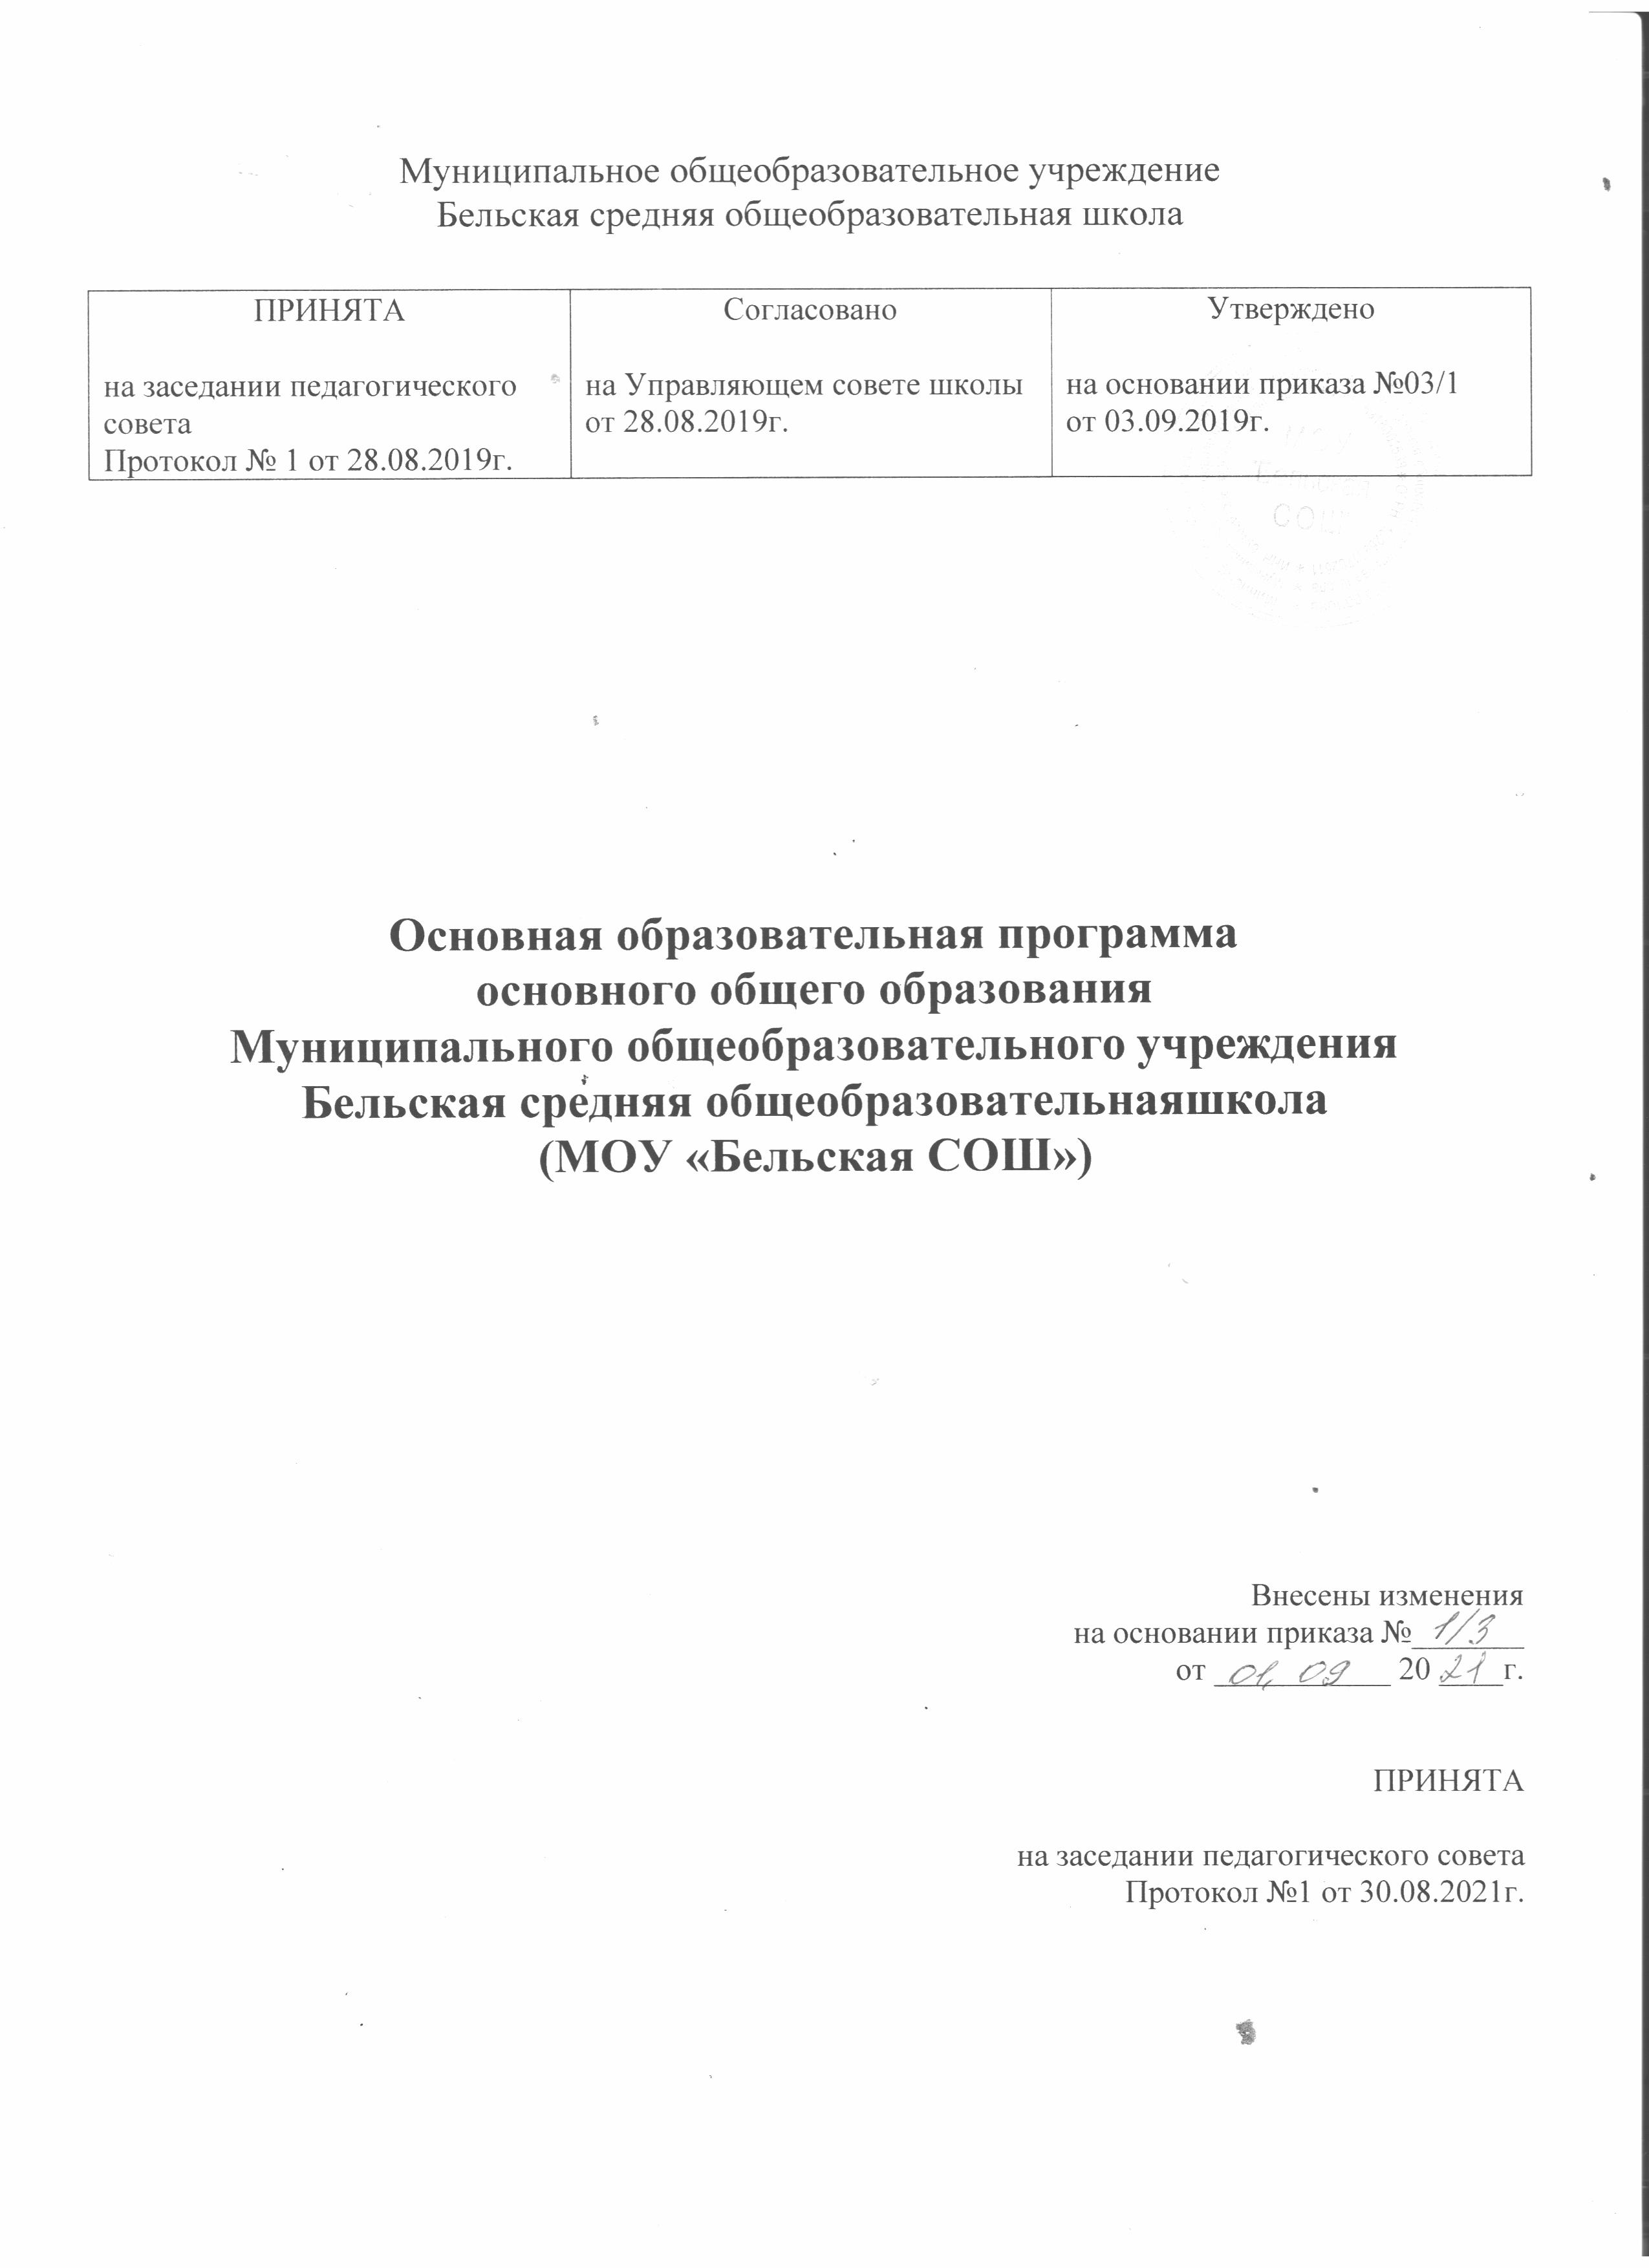 Муниципальное общеобразовательное учреждение
Бельская средняя общеобразовательная школа
ПРИНЯТА
на заседании педагогического
совета
Протокол № 1 от 28.08.2019г.
Согласовано
на Управляющем совете школы
от 28.08.2019г.
Утверждено
на основании приказа №03/1
от 03.09.2019г.
Основная образовательная программа
основного общего образования
Муниципального общеобразовательного учреждения
Бельская средняя общеобразовательнаяшкола
(МОУ «Бельская СОШ»)
Внесены изменения
на основании приказа № 1/3
от 01. 09 20 21 г.
ПРИНЯТА
на заседании педагогического совета
Протокол №1 от 30.08.2021г.